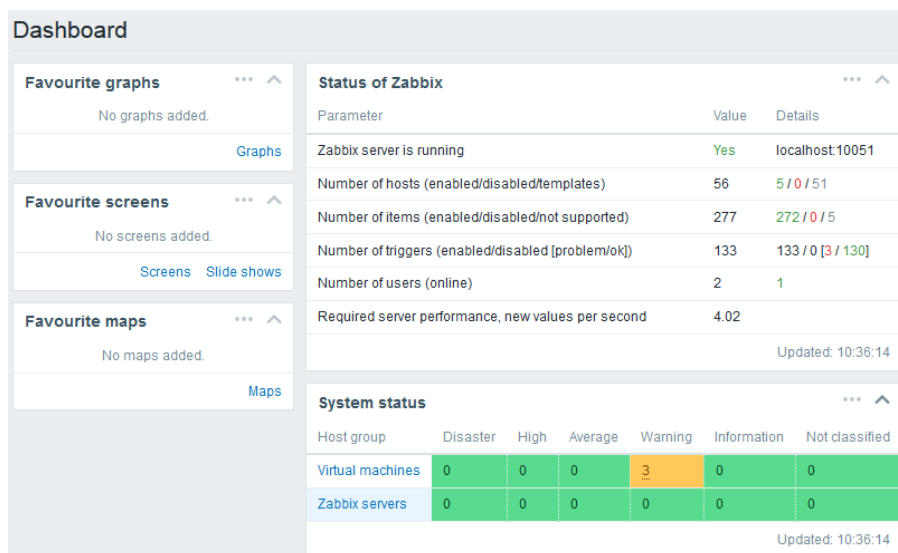 Dashboard
Favourite graphs
No graphs added.
Graphs
Favourite screens
No screens added.
Screens Slide shows
Favourite maps
No maps added.
Maps
Status of Zabbix
Parameter Value Details
Zabbix server is running Yes localhost:10051
Number of hosts (enabled/disabled/templates) 56 5 / 0 / 51
Number of items (enabled/disabled/not supported) 277 272 / 0 / 5
Number of triggers (enabled/disabled [problem/ok]) 133 133 / 0 [3 / 130]
Number of users (online) 2 1
Required server performance, new values per second 4.02
Updated: 10:36:14
System status
Host group Disaster High Average Warning Information Not classified
Virtual machines 0 0 0 3 0 0
Zabbix servers 0 0 0 0 0 0
Updated: 10:36:14